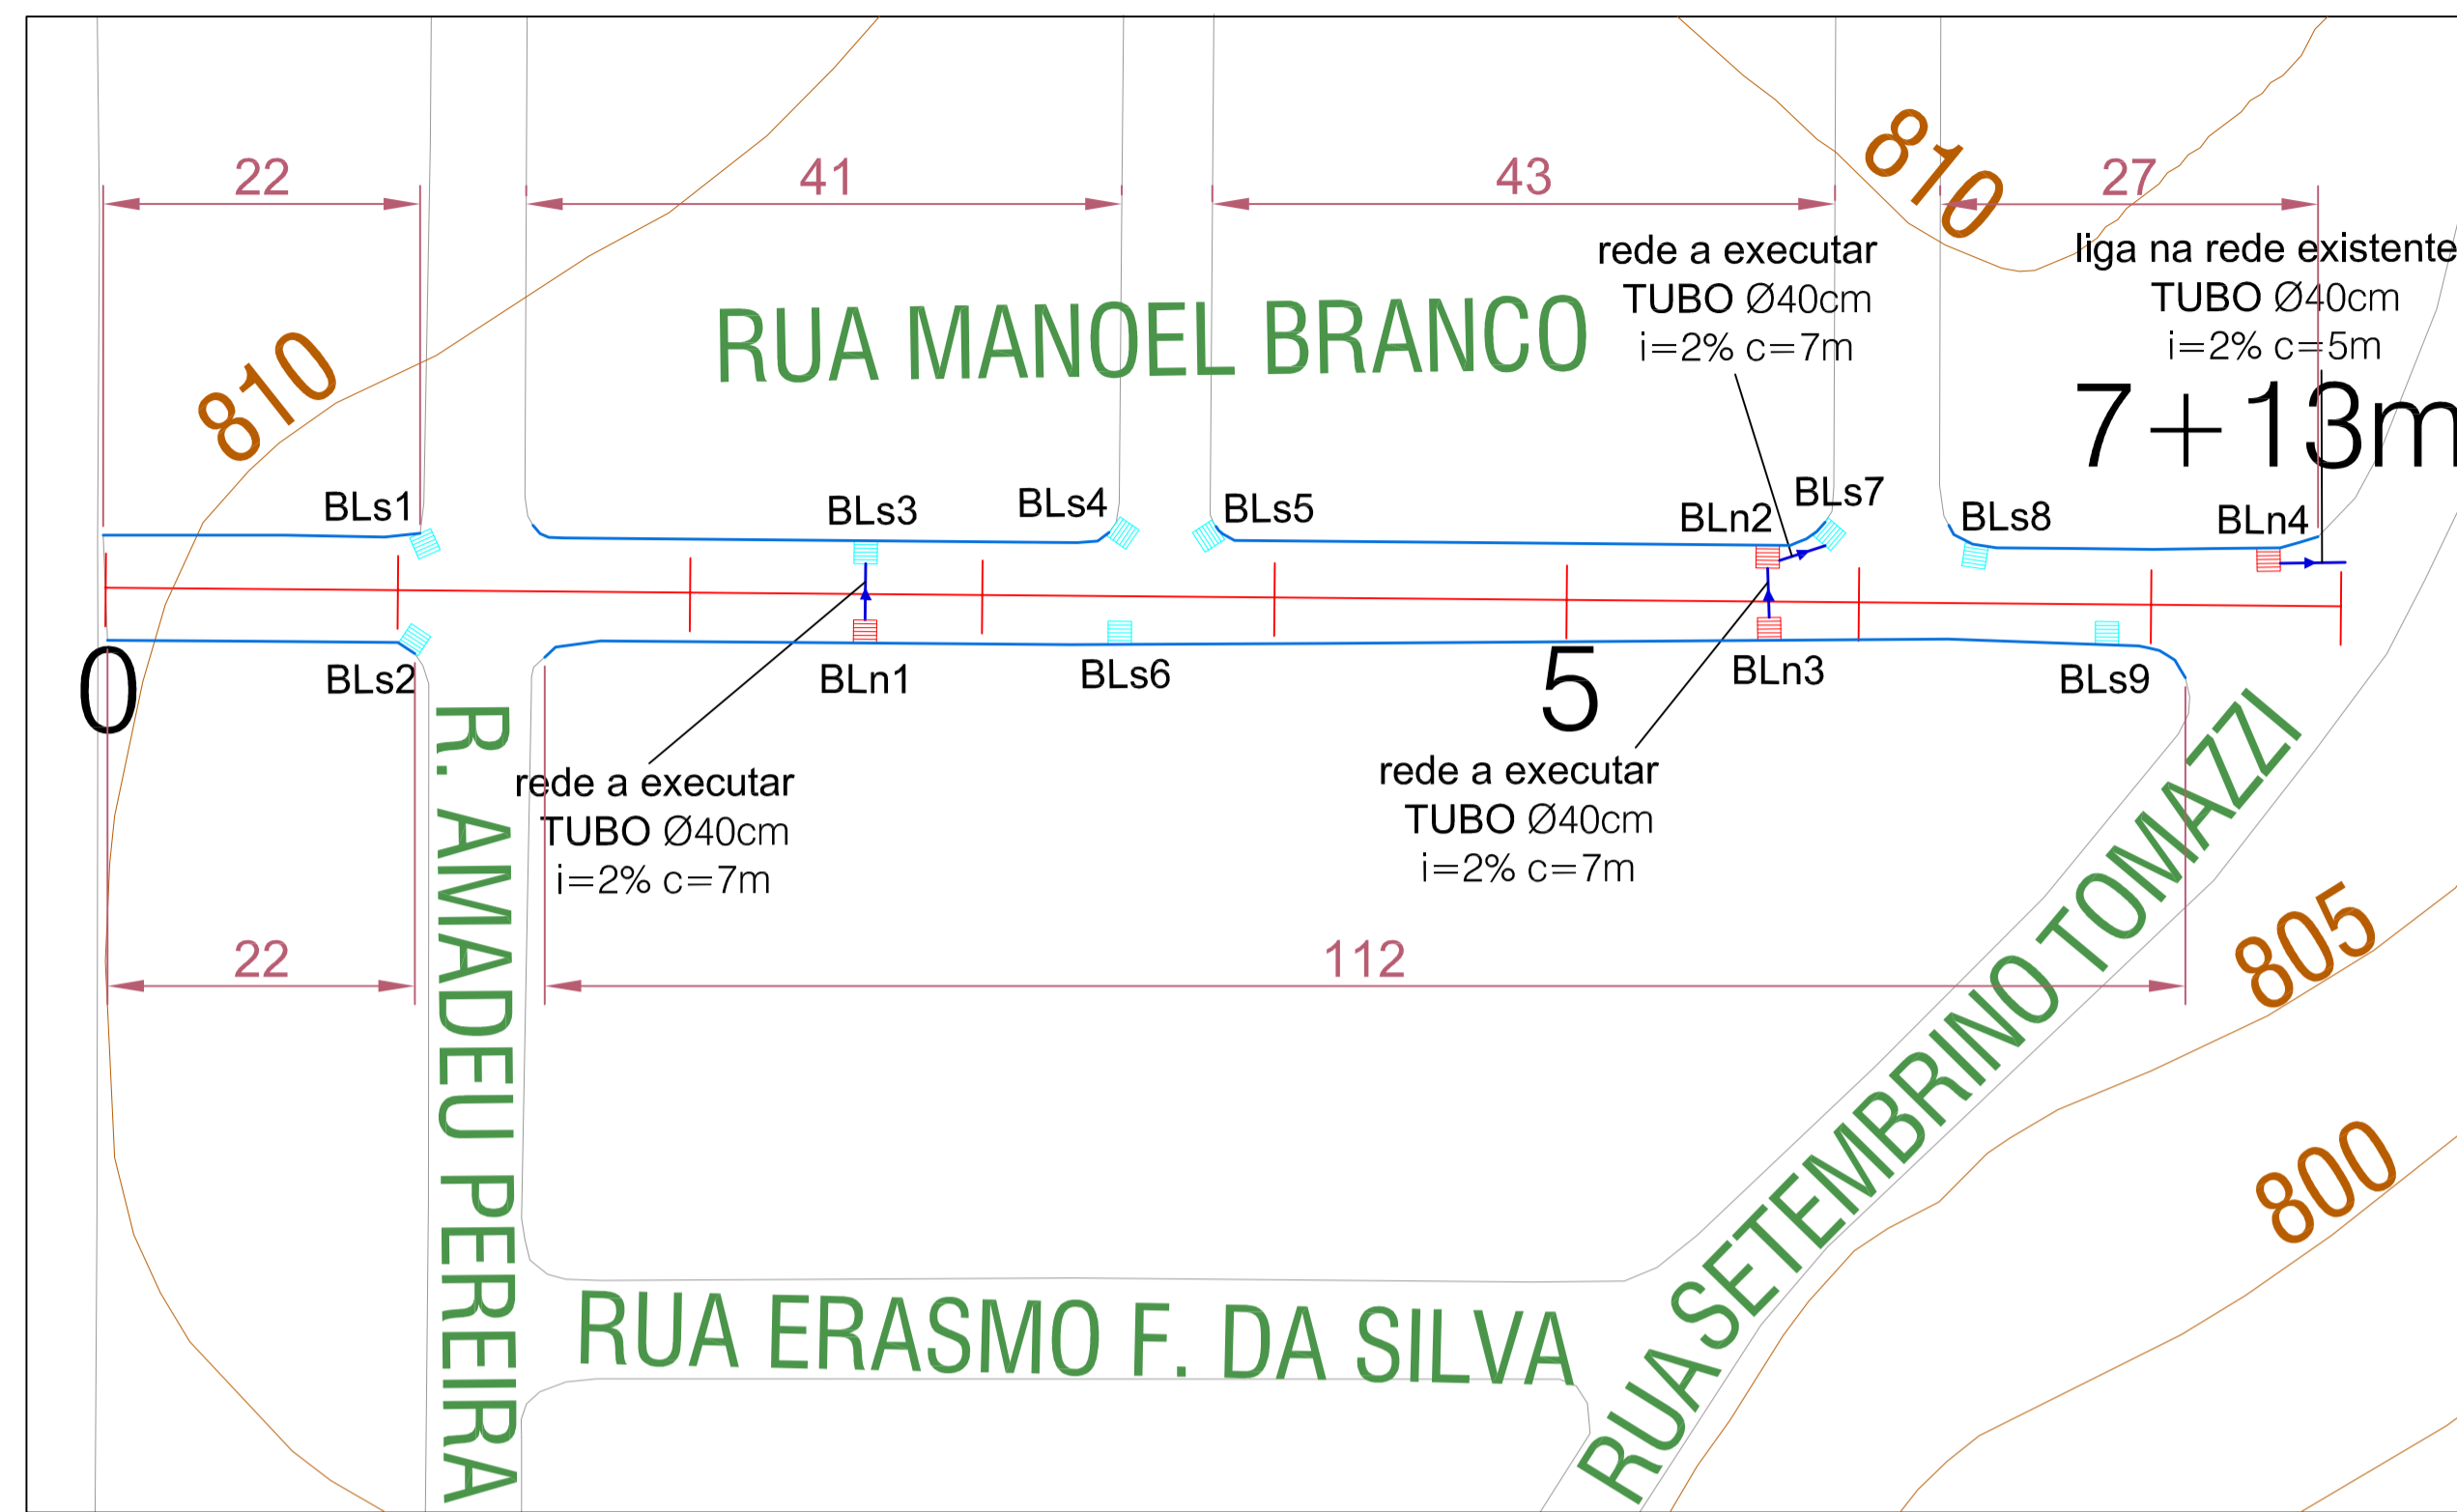 22
41
43
27
810
rede a executar
TUBO Ø40cm
i=2% c=7m
liga na rede existente
TUBO Ø40cm
i=2% c=5m
7+13m
RUA MANOEL BRANCO
810
BLs1
BLs3
BLs4
BLs5
BLn2
BLs7
BLs8
BLn4
0
BLs2
BLn1
BLs6
5
BLn3
BLs9
rede a executar
TUBO Ø40cm
i=2% c=7m
rede a executar
TUBO Ø40cm
i=2% c=7m
R. AMADEU PERREIRA
22
112
RUA SETEMBRINO TOMAZZI
805
800
RUA ERASMO F. DA SILVA